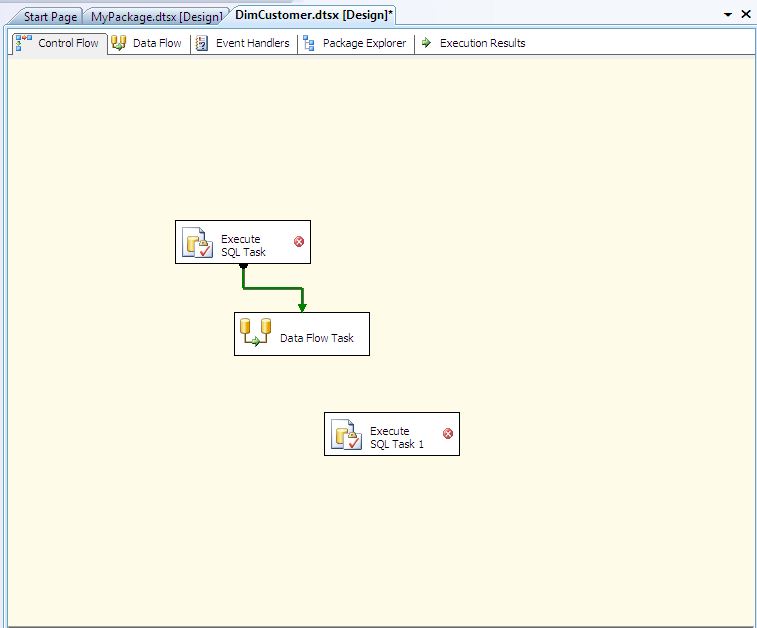 Start Page MyPackage.dtsx [Design] DimCustomer.dtsx [Design]*
Control Flow Data Flow Event Handlers Package Explorer Execution Results
Execute
SQL Task
Data Flow Task
Execute
SQL Task 1